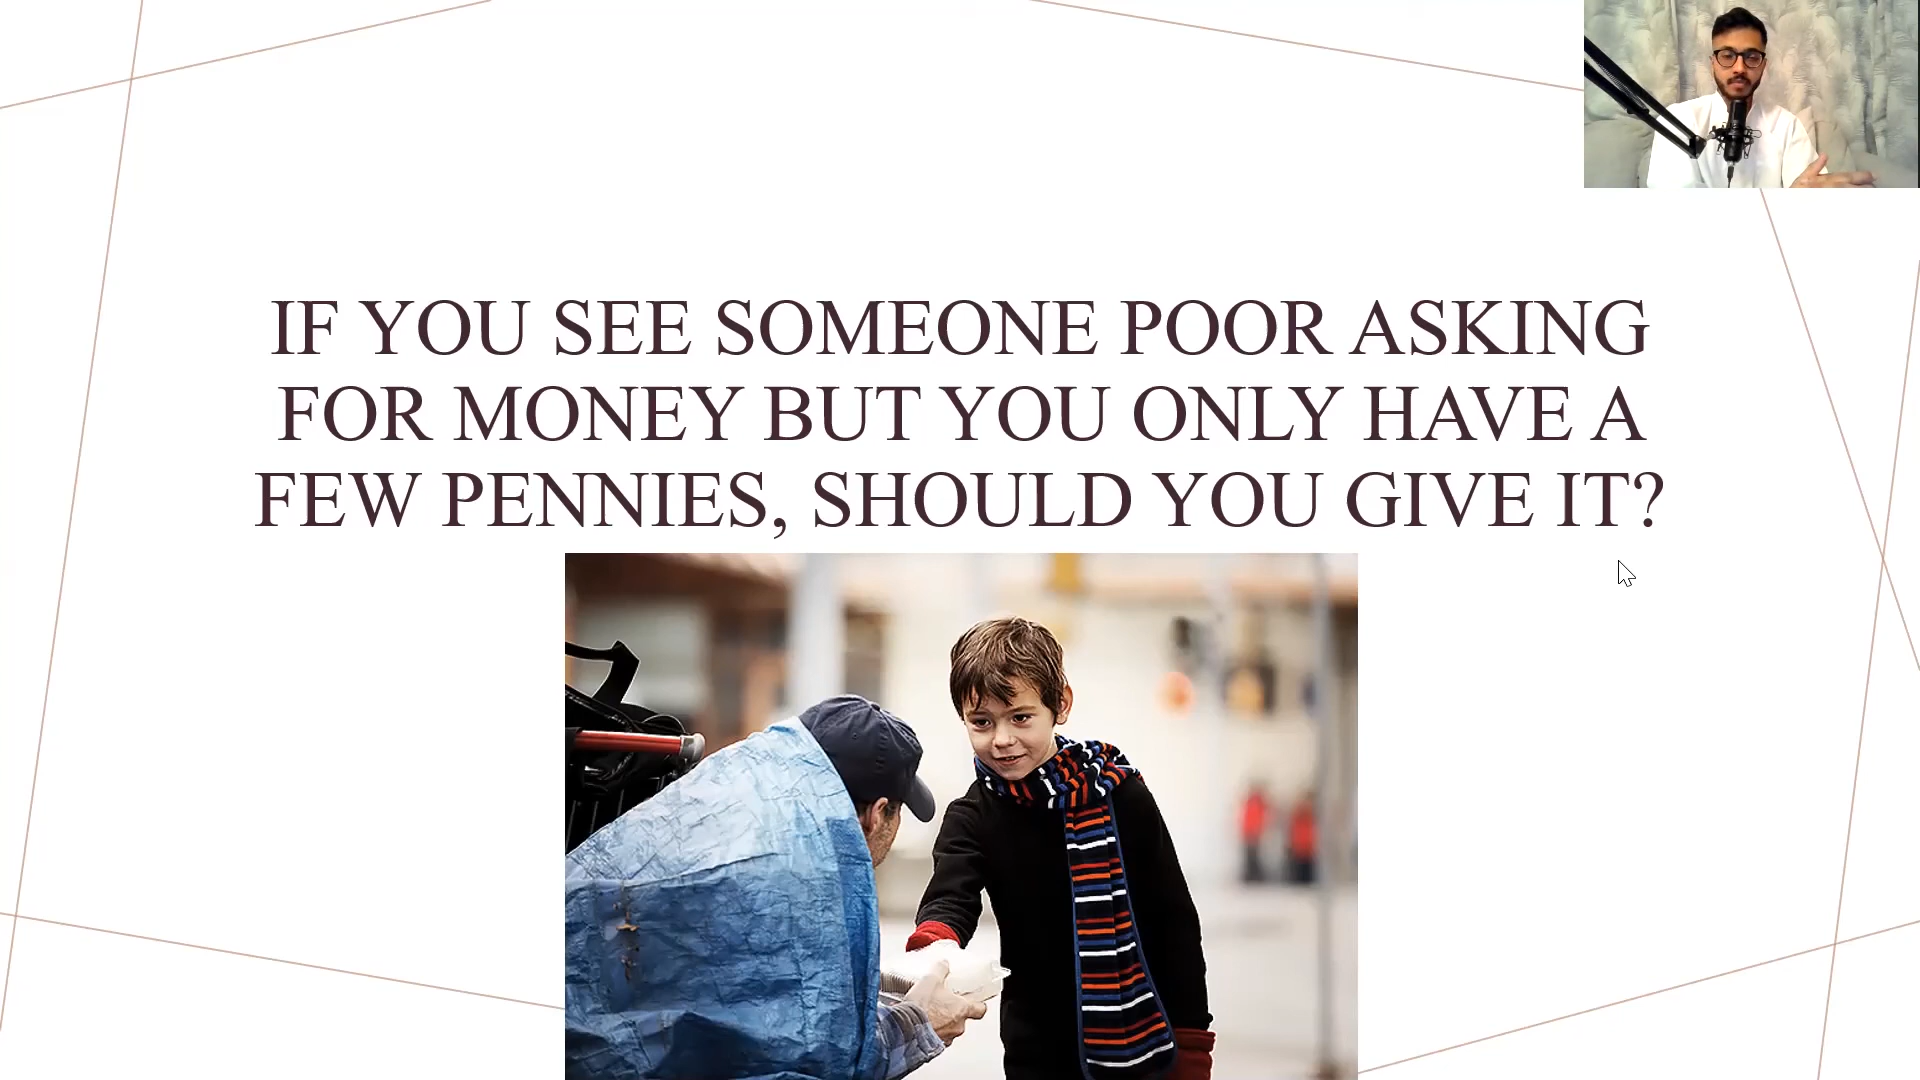 IF YOU SEE SOMEONE POOR ASKING
FOR MONEY BUT YOU ONLY HAVE A
FEW PENNIES, SHOULD YOU GIVE IT?